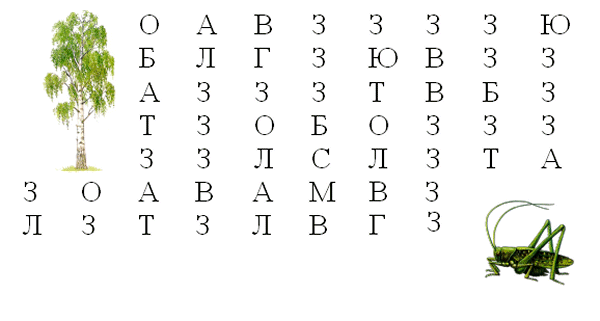 О А В З З З З Ю
Б Л Г З Ю В З З
А З З З Т В Б З
Т З О Б О З З З
З З Л С Л З Т А
З О А В А М В З
Л З Т З Л В Г З